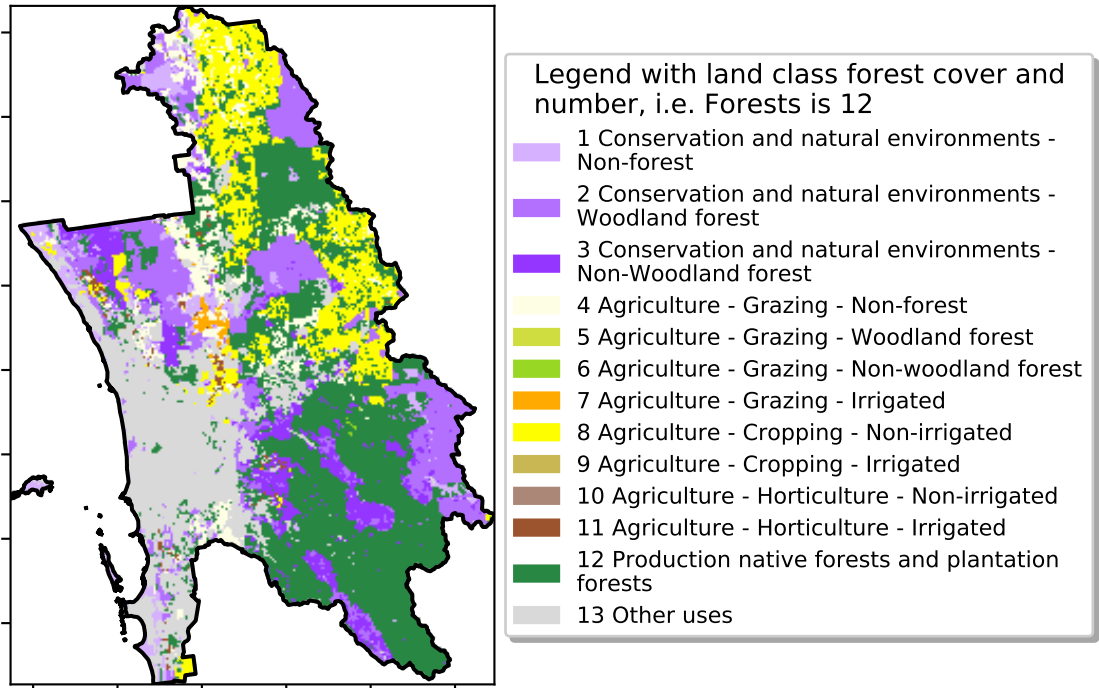 Legend with land class forest cover and
number, i.e. Forests is 12
1 Conservation and natural environments -
Non-forest
2 Conservation and natural environments -
Woodland forest
3 Conservation and natural environments -
Non-Woodland forest
4 Agriculture - Grazing - Non-forest
5 Agriculture - Grazing - Woodland forest
6 Agriculture - Grazing - Non-woodland forest
7 Agriculture - Grazing - Irrigated
8 Agriculture - Cropping - Non-irrigated
9 Agriculture - Cropping - Irrigated
10 Agriculture - Horticulture - Non-irrigated
11 Agriculture - Horticulture - Irrigated
12 Production native forests and plantation
forests
13 Other uses